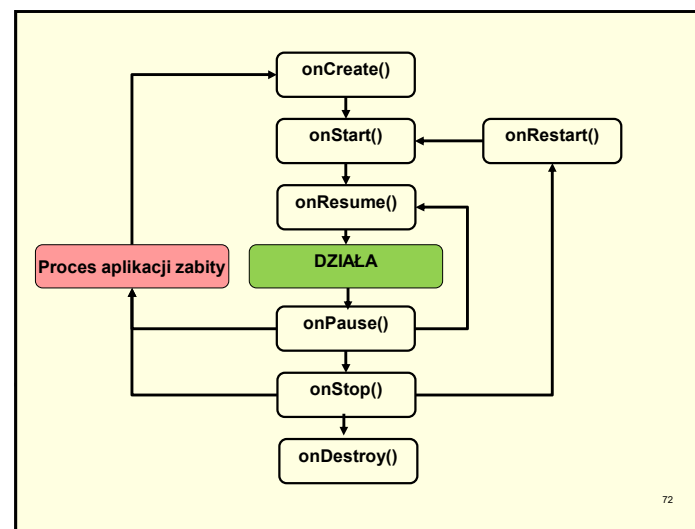 onCreate()
onStart()
onRestart()
onResume()
Proces aplikacji zabity
DZIAŁA
onPause()
onStop()
onDestroy()
72